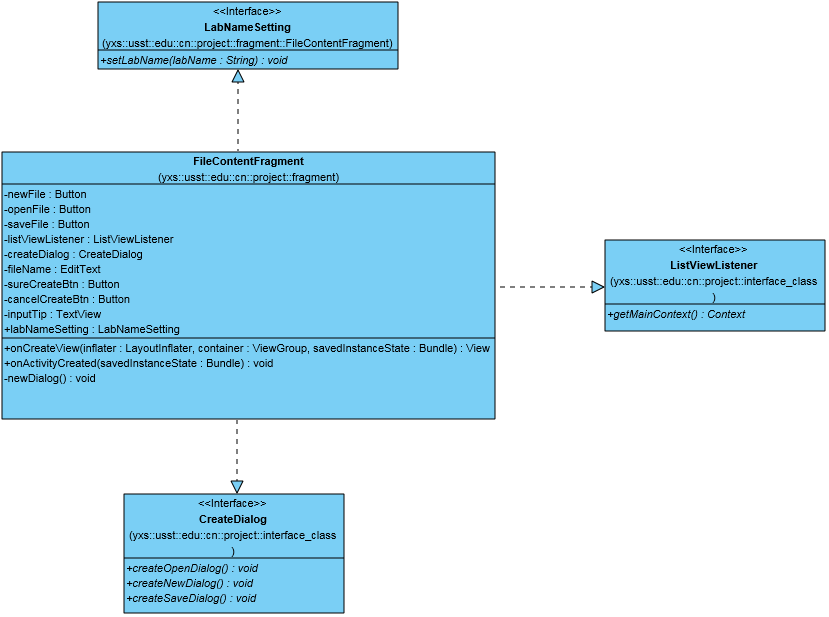 <<Interface>>
LabNameSetting
(yxs::usst::edu::cn::project::fragment::FileContentFragment)
+setLabName(labName : String) : void
FileContentFragment
(yxs::usst::edu::cn::project::fragment)
-newFile : Button
-openFile : Button
-saveFile : Button
-listViewListener : ListViewListener
-createDialog : CreateDialog
-fileName : EditText
-sureCreateBtn : Button
-cancelCreateBtn : Button
-inputTip : TextView
+labNameSetting : LabNameSetting
+onCreateView(inflater : LayoutInflater, container : ViewGroup, savedInstanceState : Bundle) : View
+onActivityCreated(savedInstanceState : Bundle) : void
-newDialog() : void
<<Interface>>
ListViewListener
(yxs::usst::edu::cn::project::interface_class
)
+getMainContext() : Context
<<Interface>>
CreateDialog
(yxs::usst::edu::cn::project::interface_class
)
+createOpenDialog() : void
+createNewDialog() : void
+createSaveDialog() : void